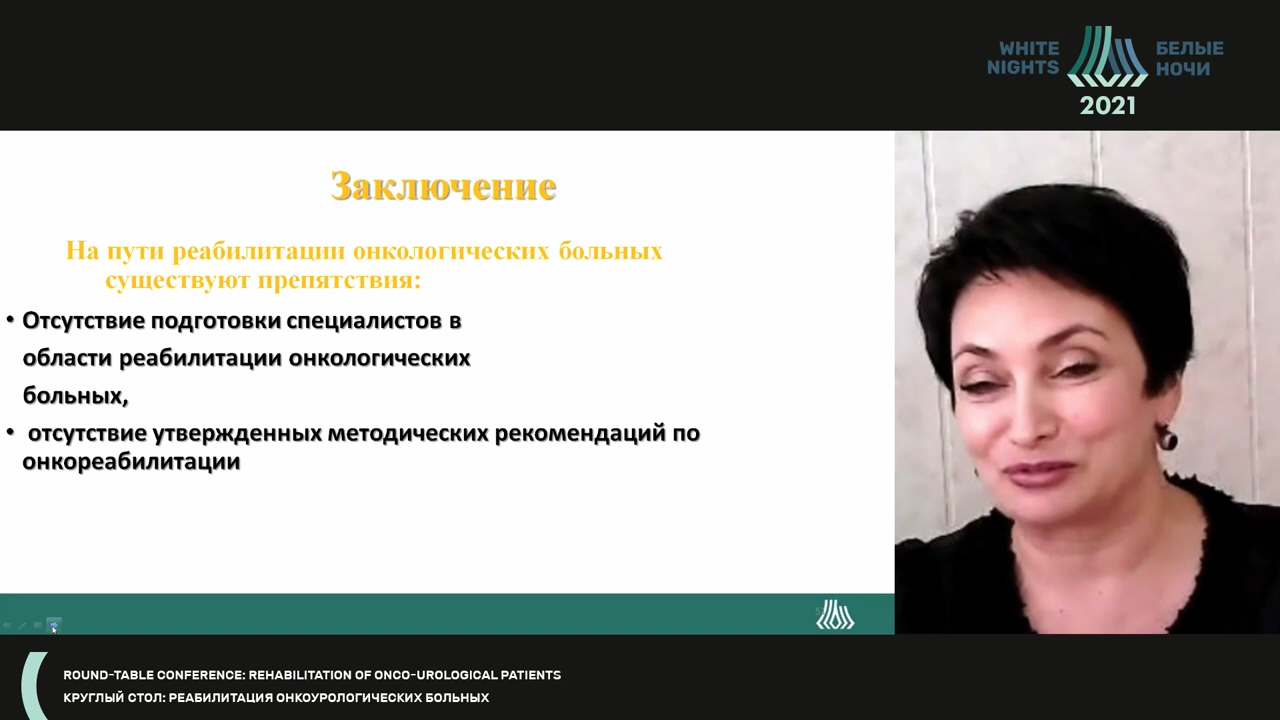 WHITE NIGHTS
БЕЛЫЕ НОЧИ
2021
Заключение
На пути реабилитации онкологических больных
существуют препятствия:
• Отсутствие подготовки специалистов в
области реабилитации онкологических
больных,
• отсутствие утвержденных методических рекомендаций по
онкореабилитации
ROUND-TABLE CONFERENCE: REHABILITATION OF ONCO-UROLOGICAL PATIENTS
КРУГЛЫЙ СТОЛ: РЕАБИЛИТАЦИЯ ОНКОУРОЛОГИЧЕСКИХ БОЛЬНЫХ